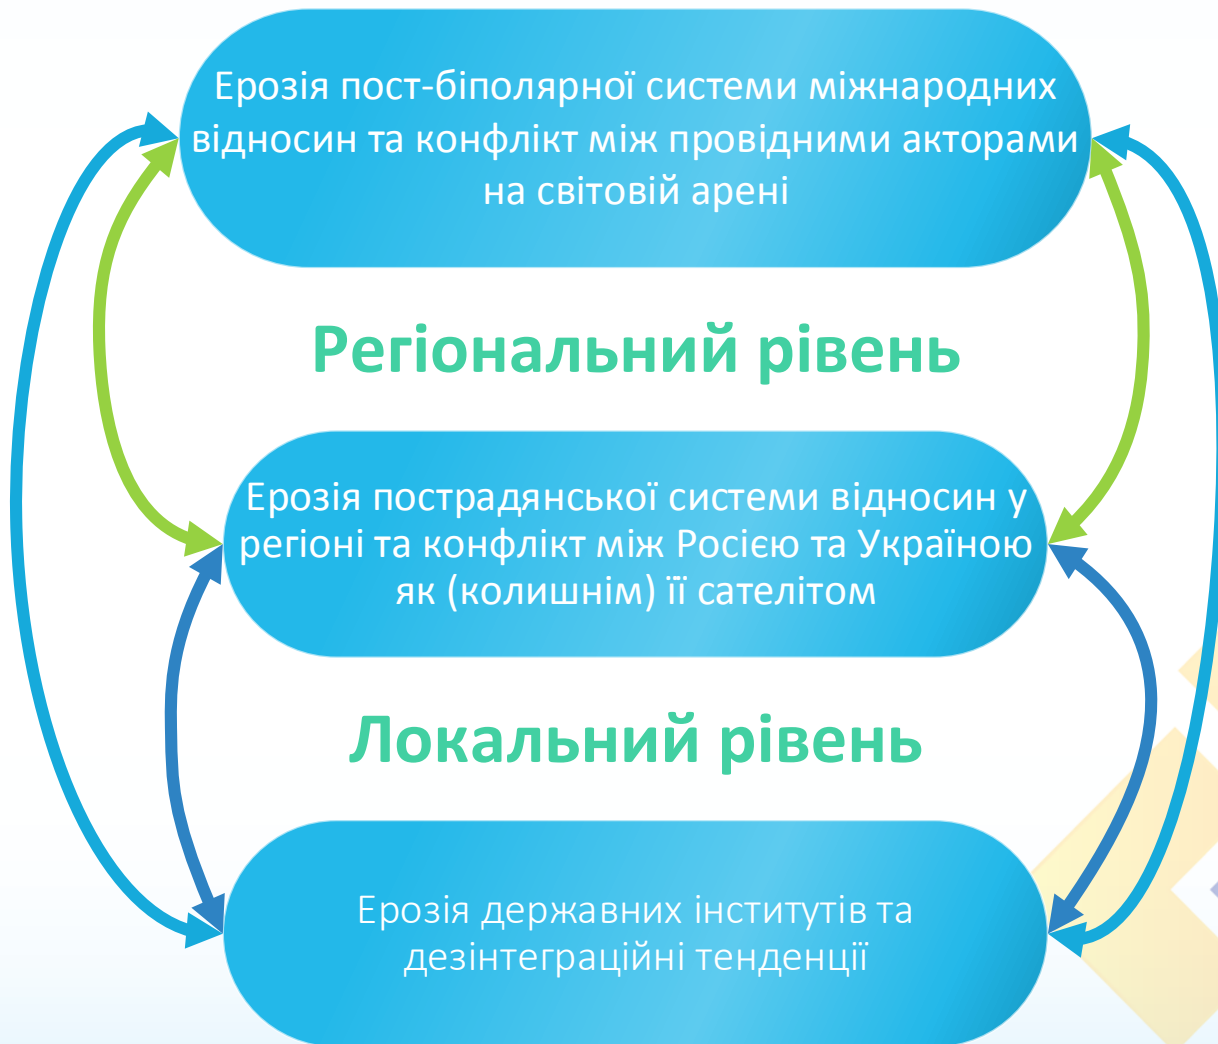 Ерозія пост-біполярної системи міжнародних
відносин та конфлікт між провідними акторами
на світовій арені
Регіональний рівень
Ерозія пострадянської системи відносин у
регіоні та конфлікт між Росією та Україною
як (колишнім) її сателітом
Локальний рівень
Ерозія державних інститутів та
дезінтеграційні тенденції